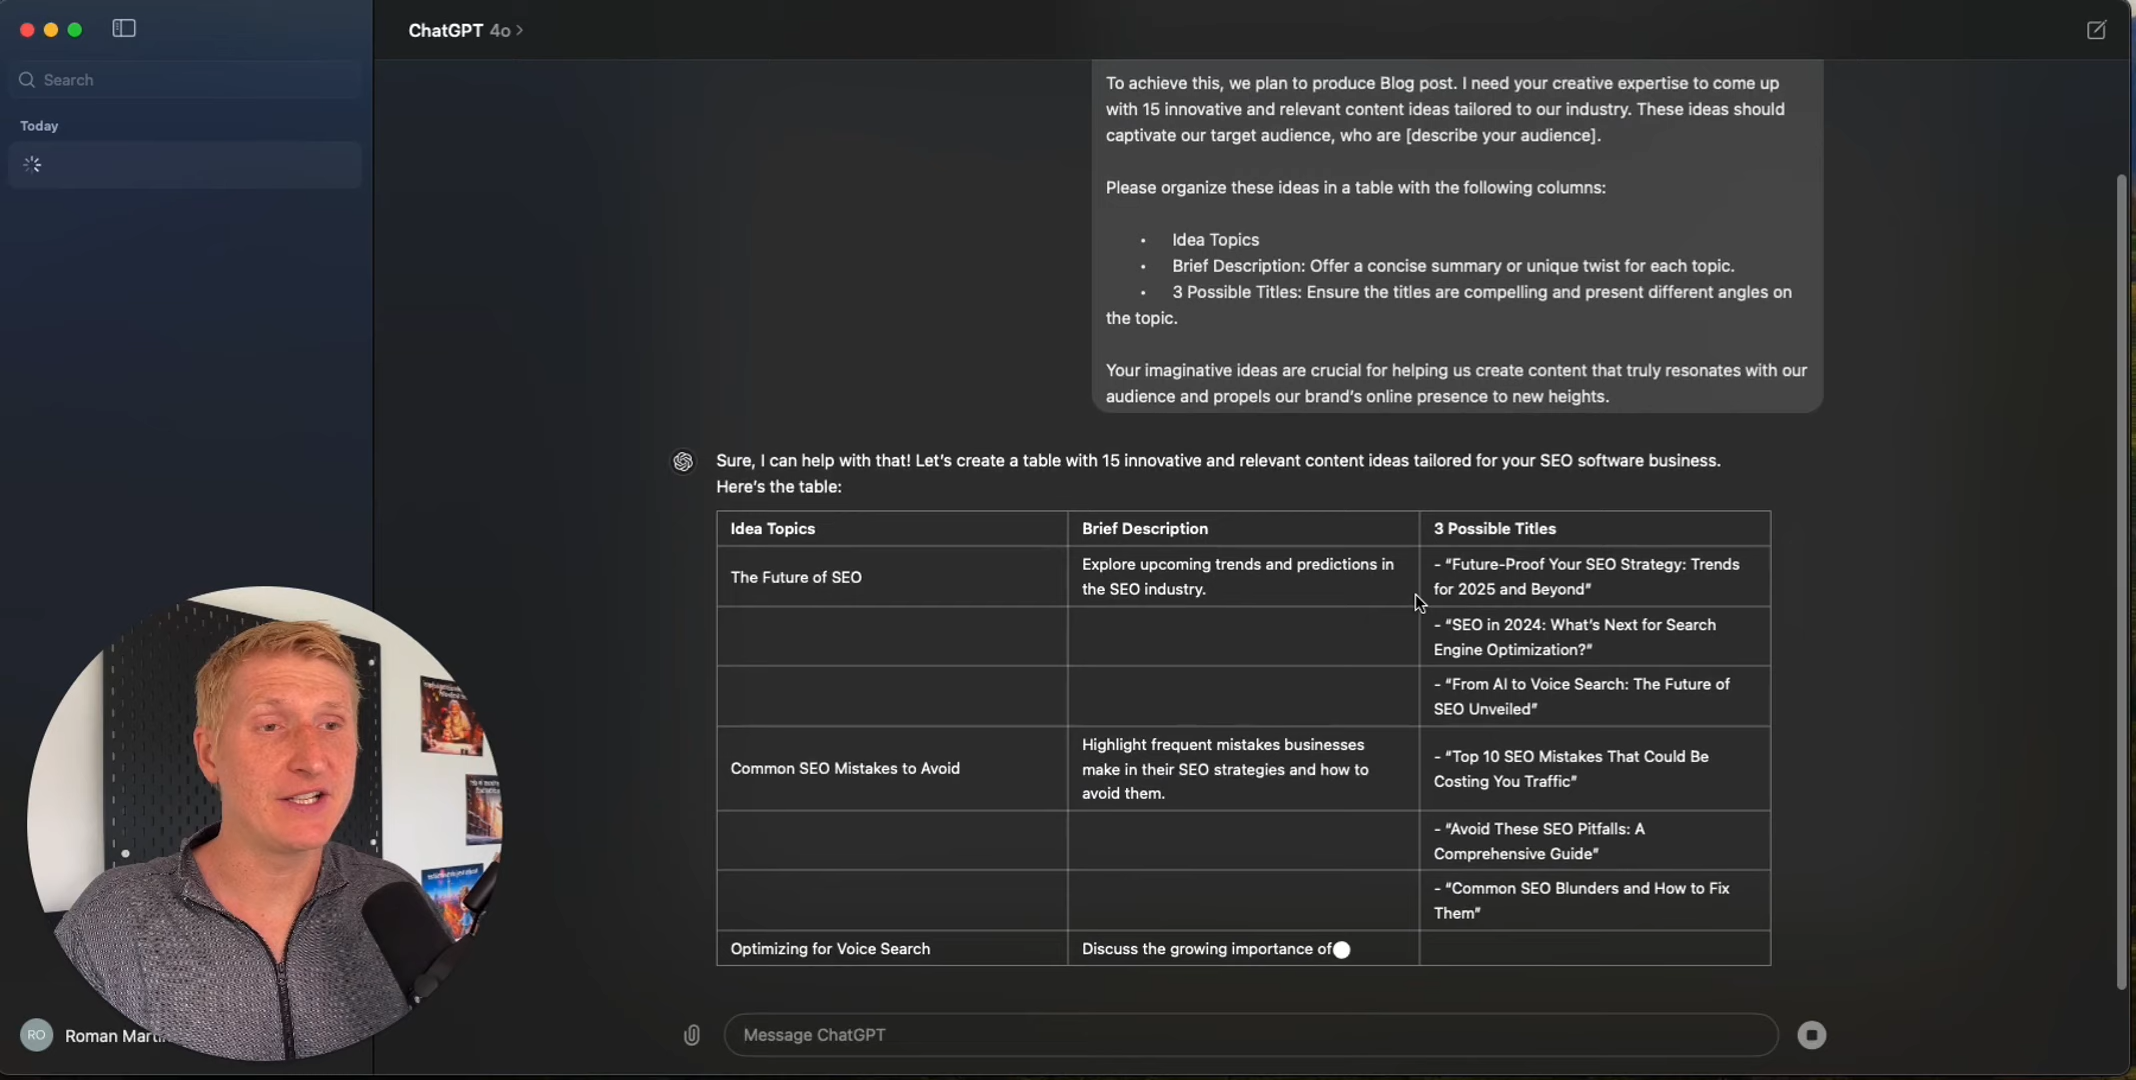 ChatGPT 4o >
Search
Today
To achieve this, we plan to produce Blog post. I need your creative expertise to come up
with 15 innovative and relevant content ideas tailored to our industry. These ideas should
captivate our target audience, who are [describe your audience].
Please organize these ideas in a table with the following columns:
• Idea Topics
• Brief Description: Offer a concise summary or unique twist for each topic.
• 3 Possible Titles: Ensure the titles are compelling and present different angles on
the topic.
Your imaginative ideas are crucial for helping us create content that truly resonates with our
audience and propels our brand’s online presence to new heights.
Sure, I can help with that! Let’s create a table with 15 innovative and relevant content ideas tailored for your SEO software business.
Here’s the table:
Idea Topics
Brief Description
3 Possible Titles
The Future of SEO
Explore upcoming trends and predictions in
the SEO industry.
- “Future-Proof Your SEO Strategy: Trends
for 2025 and Beyond”
- “SEO in 2024: What’s Next for Search
Engine Optimization?”
- “From AI to Voice Search: The Future of
SEO Unveiled”
Common SEO Mistakes to Avoid
Highlight frequent mistakes businesses
make in their SEO strategies and how to
avoid them.
- “Top 10 SEO Mistakes That Could Be
Costing You Traffic”
- “Avoid These SEO Pitfalls: A
Comprehensive Guide”
- “Common SEO Blunders and How to Fix
Them”
Optimizing for Voice Search
Discuss the growing importance of
RO
Roman
Message ChatGPT